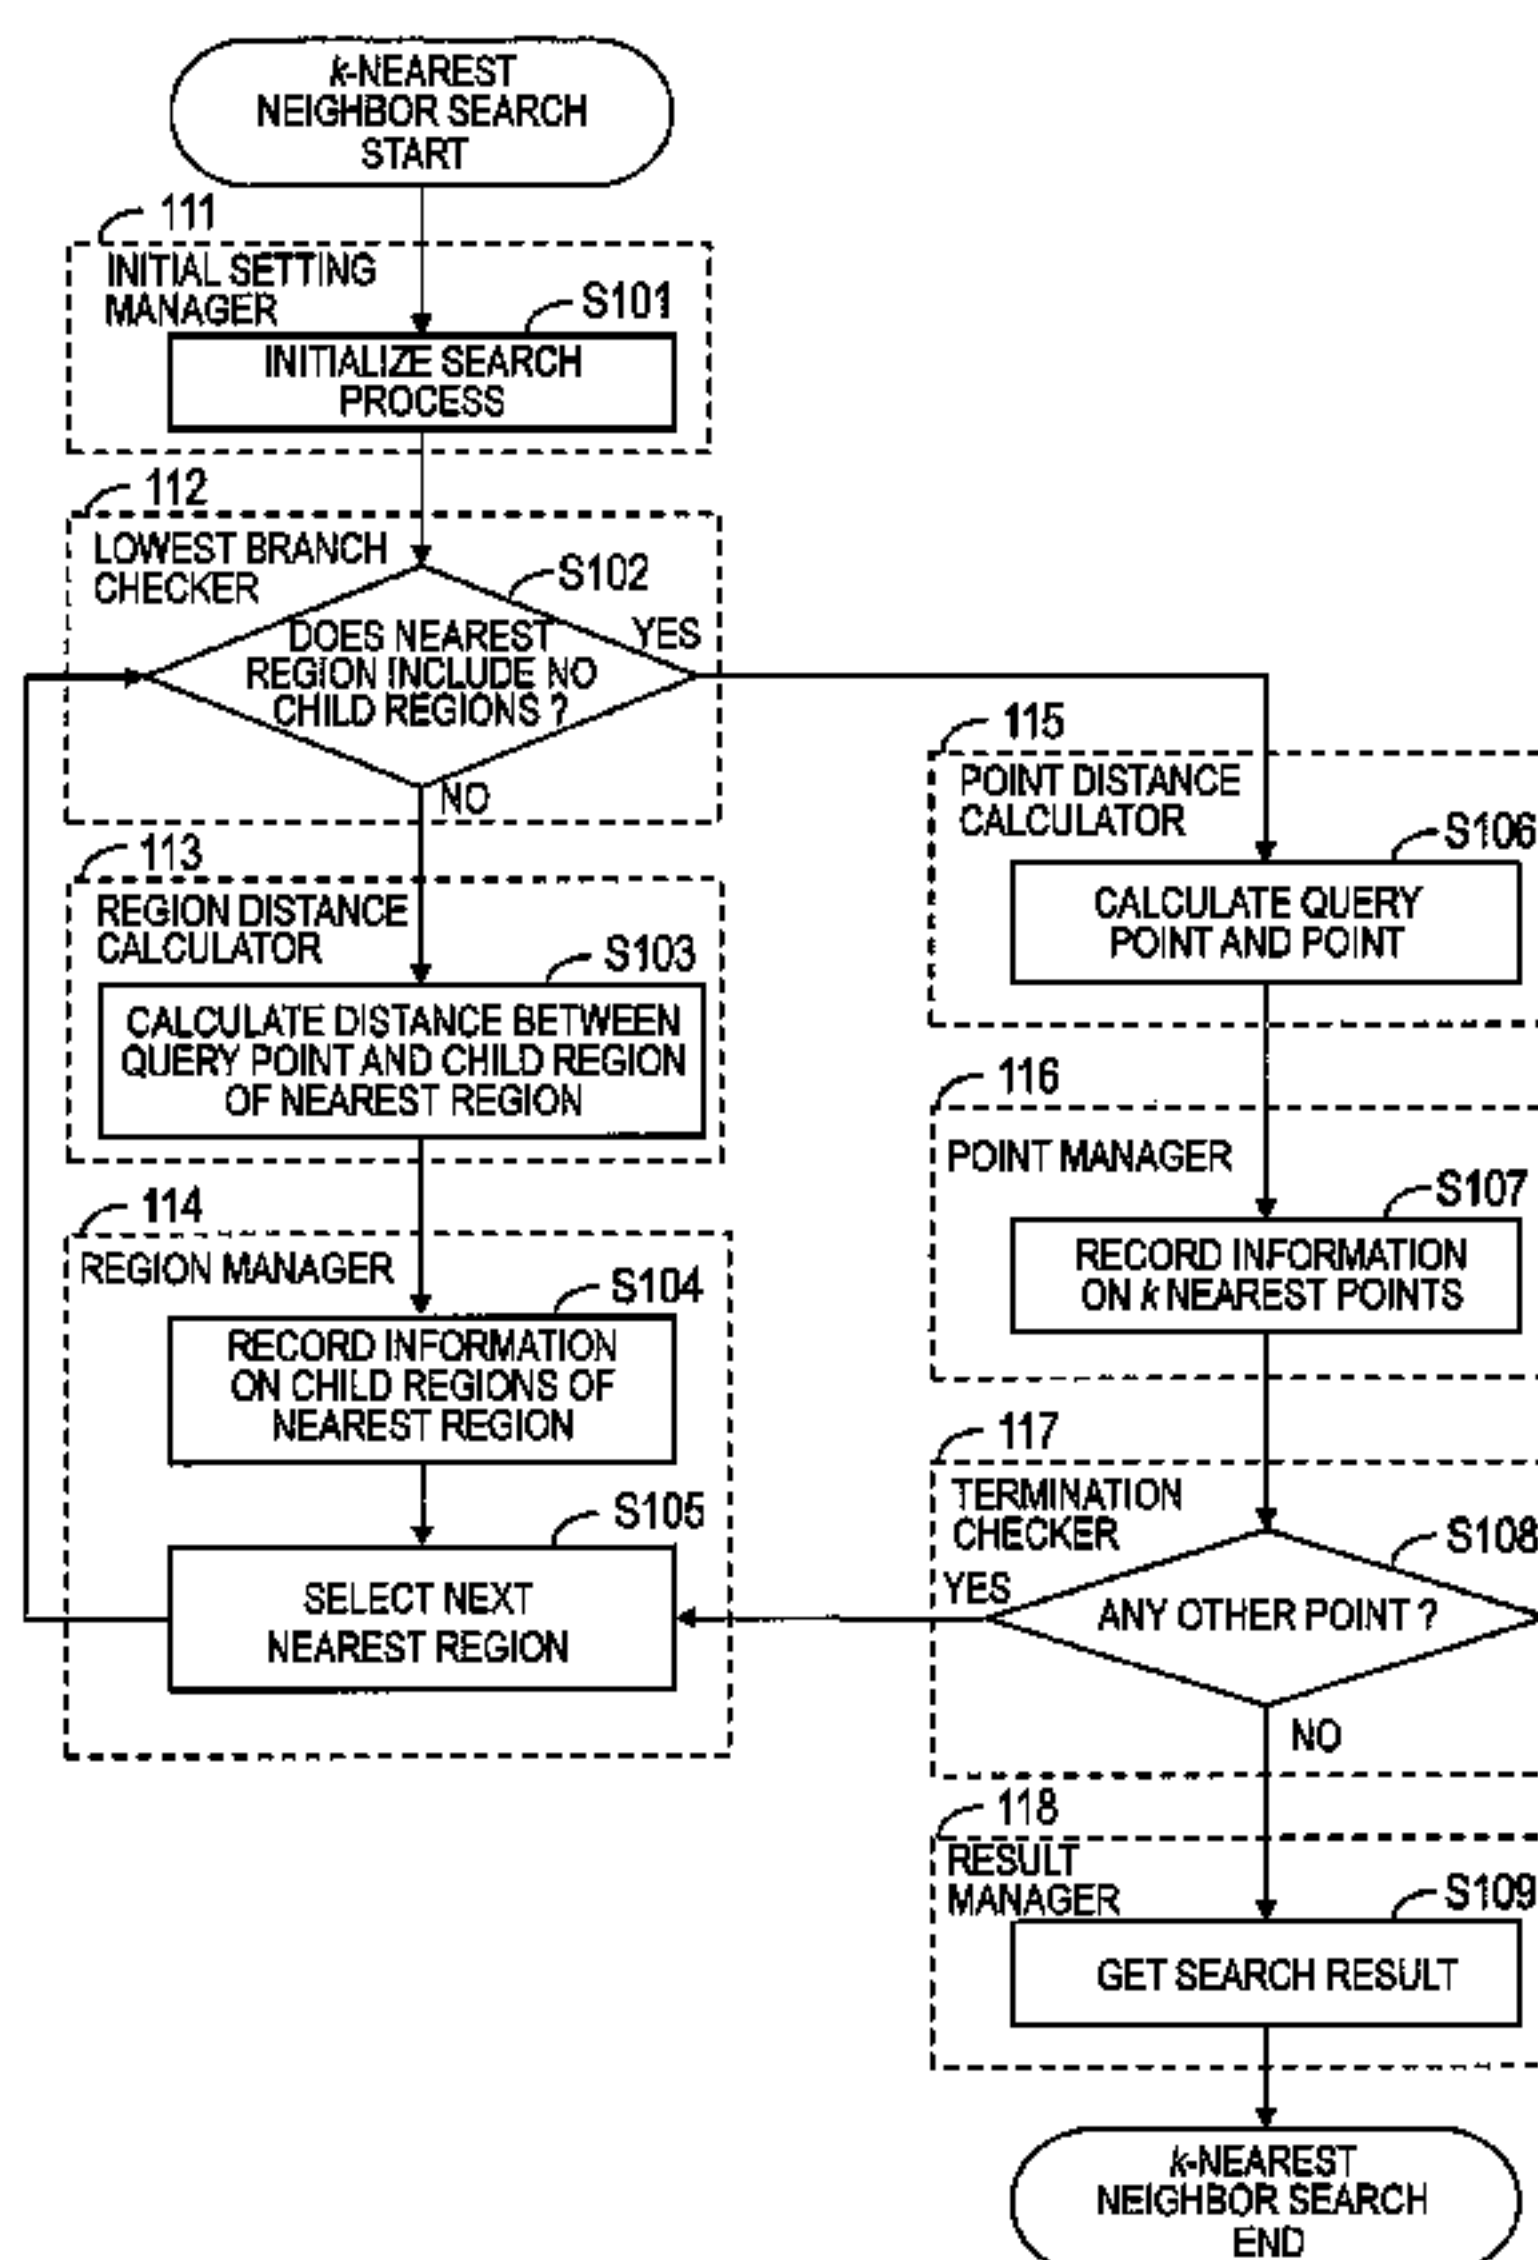 k-NEAREST
NEIGHBOR SEARCH
START
111
INITIAL SETTING
MANAGER
S101
INITIALIZE SEARCH
PROCESS
112
LOWEST BRANCH
CHECKER
S102
DOES NEAREST
REGION INCLUDE NO
CHILD REGIONS ?
YES
NO
113
REGION DISTANCE
CALCULATOR
S103
CALCULATE DISTANCE BETWEEN
QUERY POINT AND CHILD REGION
OF NEAREST REGION
114
REGION MANAGER
S104
RECORD INFORMATION
ON CHILD REGIONS OF
NEAREST REGION
S105
SELECT NEXT
NEAREST REGION
115
POINT DISTANCE
CALCULATOR
S106
CALCULATE QUERY
POINT AND POINT
116
POINT MANAGER
S107
RECORD INFORMATION
ON k NEAREST POINTS
117
TERMINATION
CHECKER
S108
YES
ANY OTHER POINT ?
NO
118
RESULT
MANAGER
S109
GET SEARCH RESULT
k-NEAREST
NEIGHBOR SEARCH
END